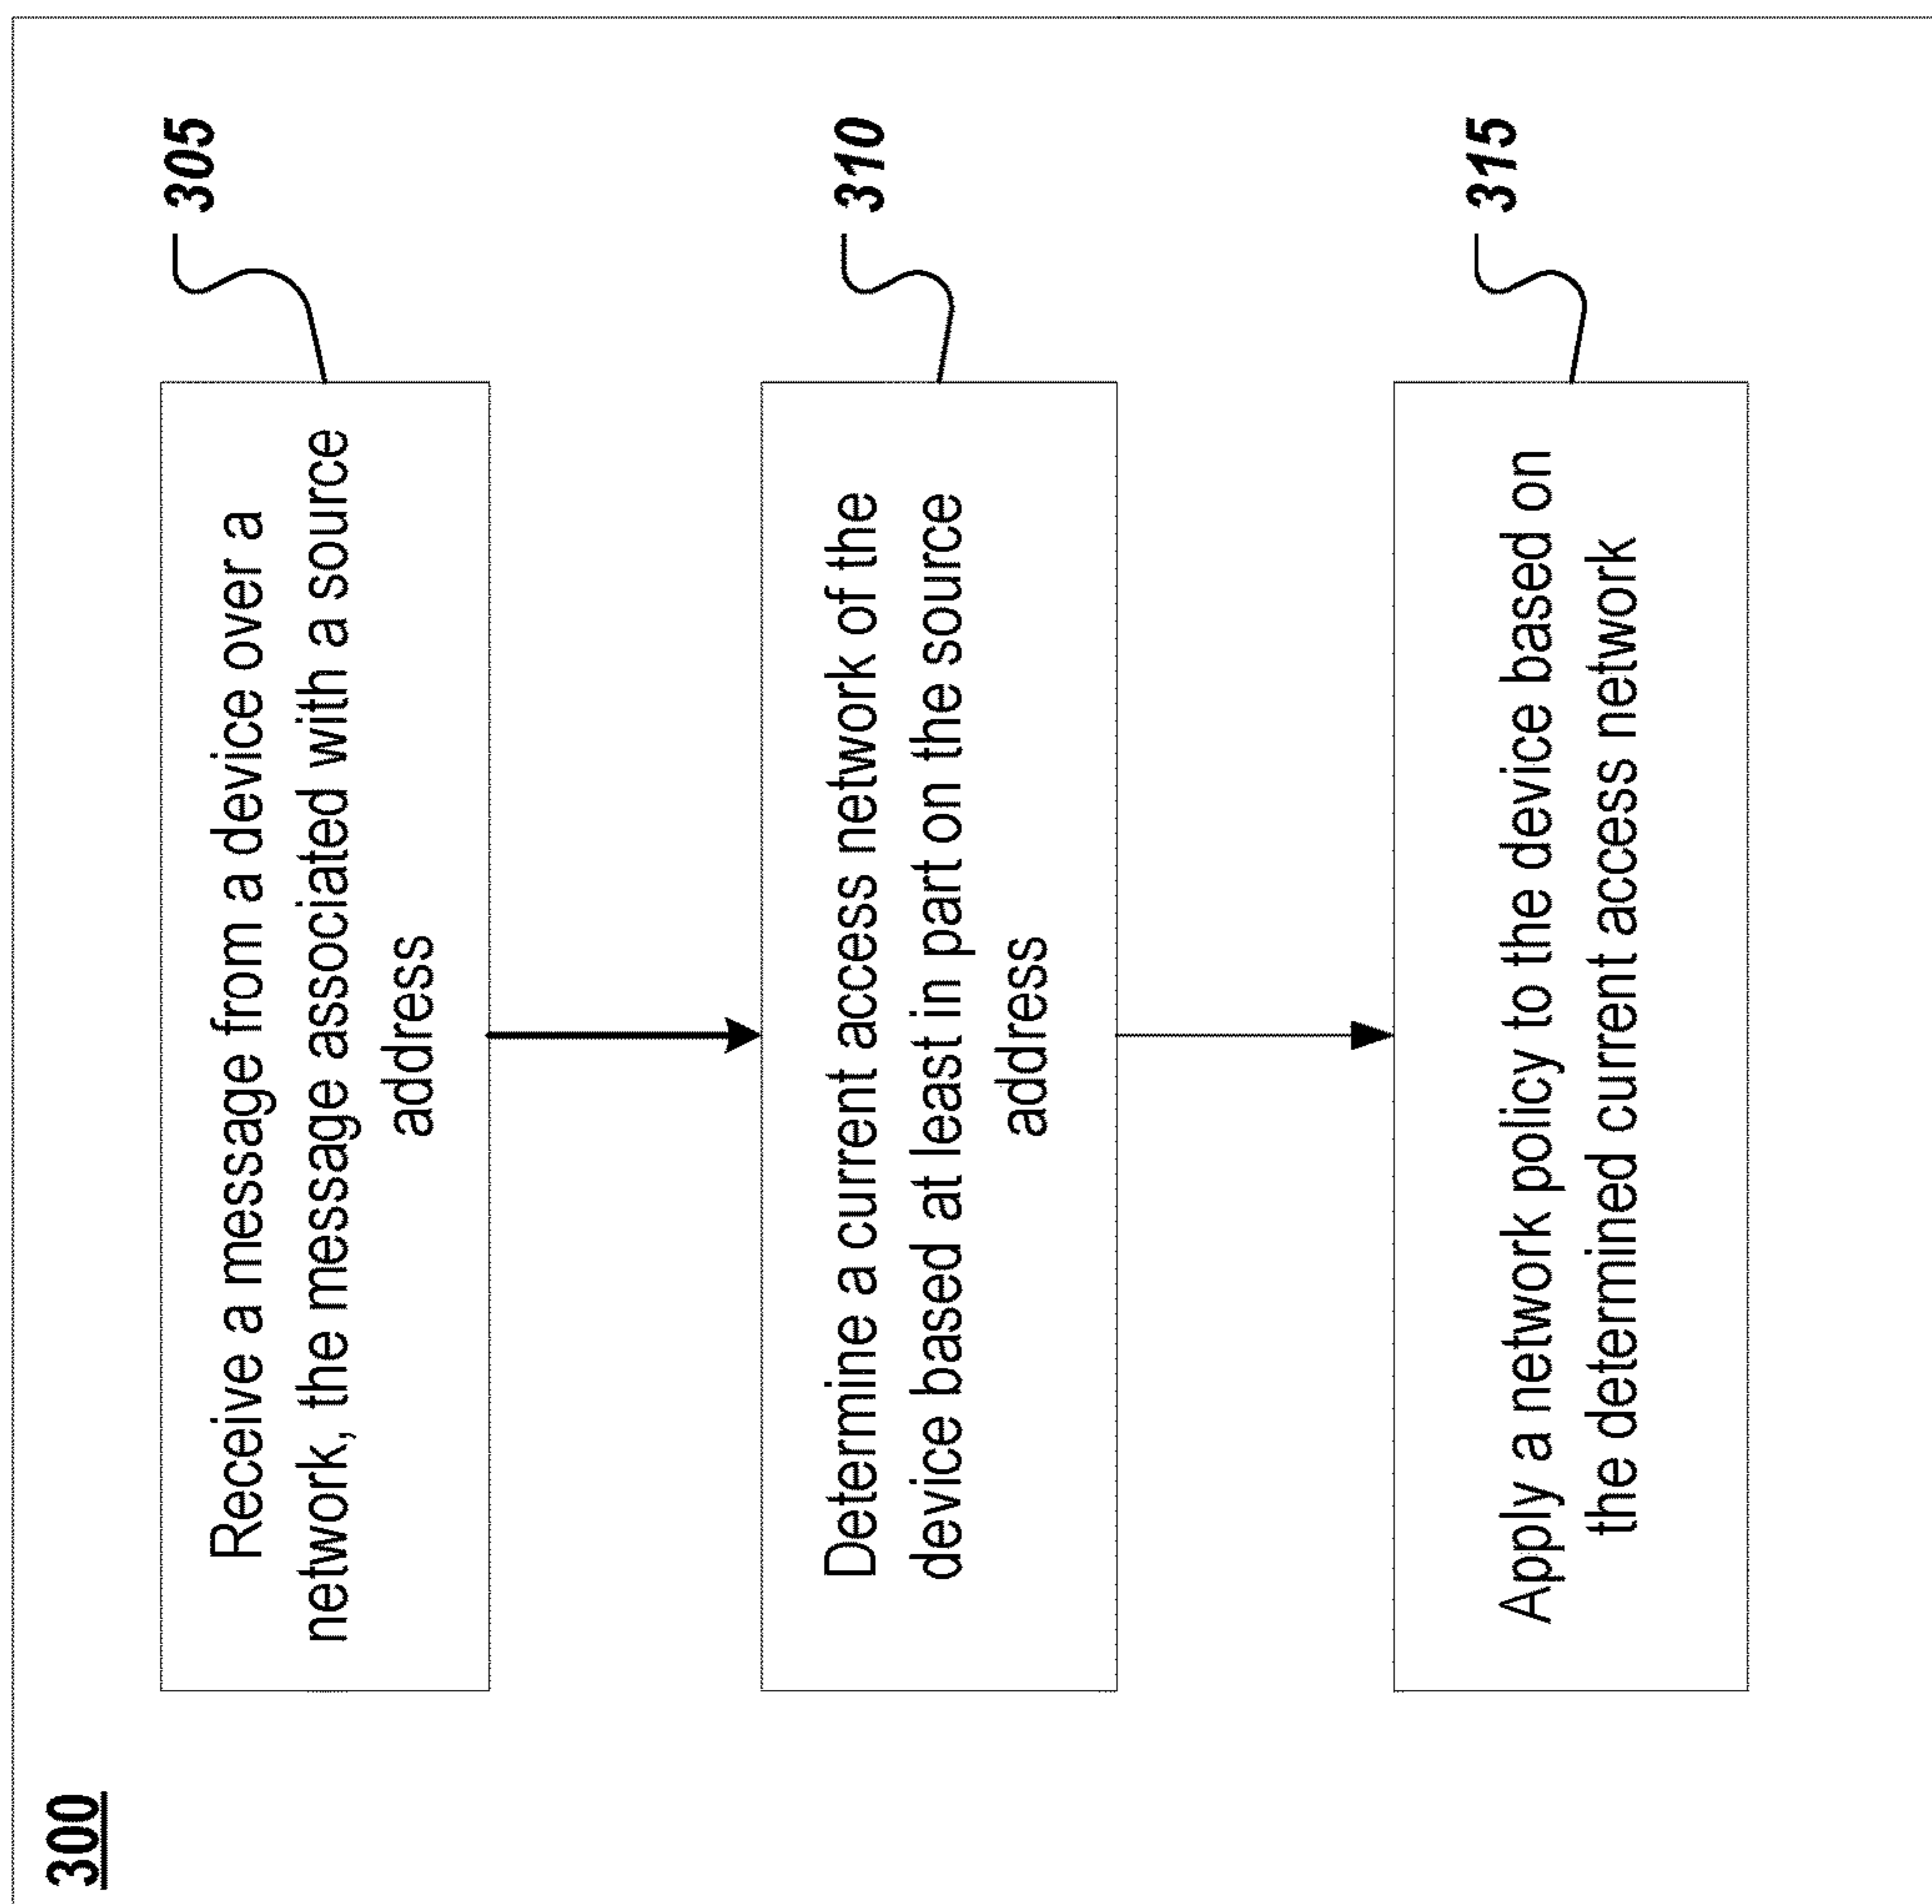 300
Receive a message from a device over a
network, the message associated with a source
address
305
Determine a current access network of the
device based at least in part on the source
address
310
Apply a network policy to the device based on
the determined current access network
315